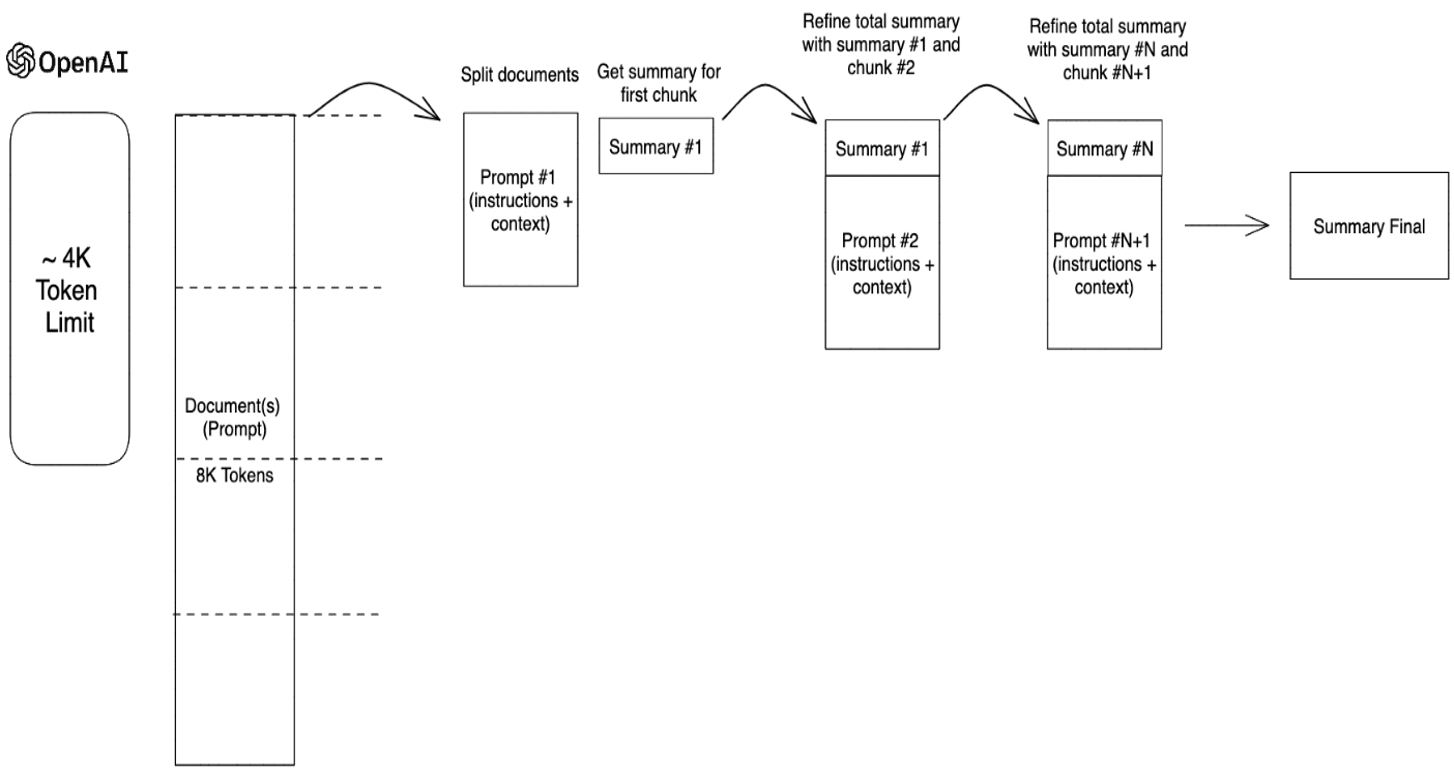 OpenAI
~ 4K
Token
Limit
Document(s)
(Prompt)
8K Tokens
Split documents
Prompt #1
(instructions +
context)
Get summary for
first chunk
Summary #1
Refine total summary
with summary #1 and
chunk #2
Summary #1
Prompt #2
(instructions +
context)
Refine total summary
with summary #N and
chunk #N+1
Summary #N
Prompt #N+1
(instructions +
context)
Summary Final